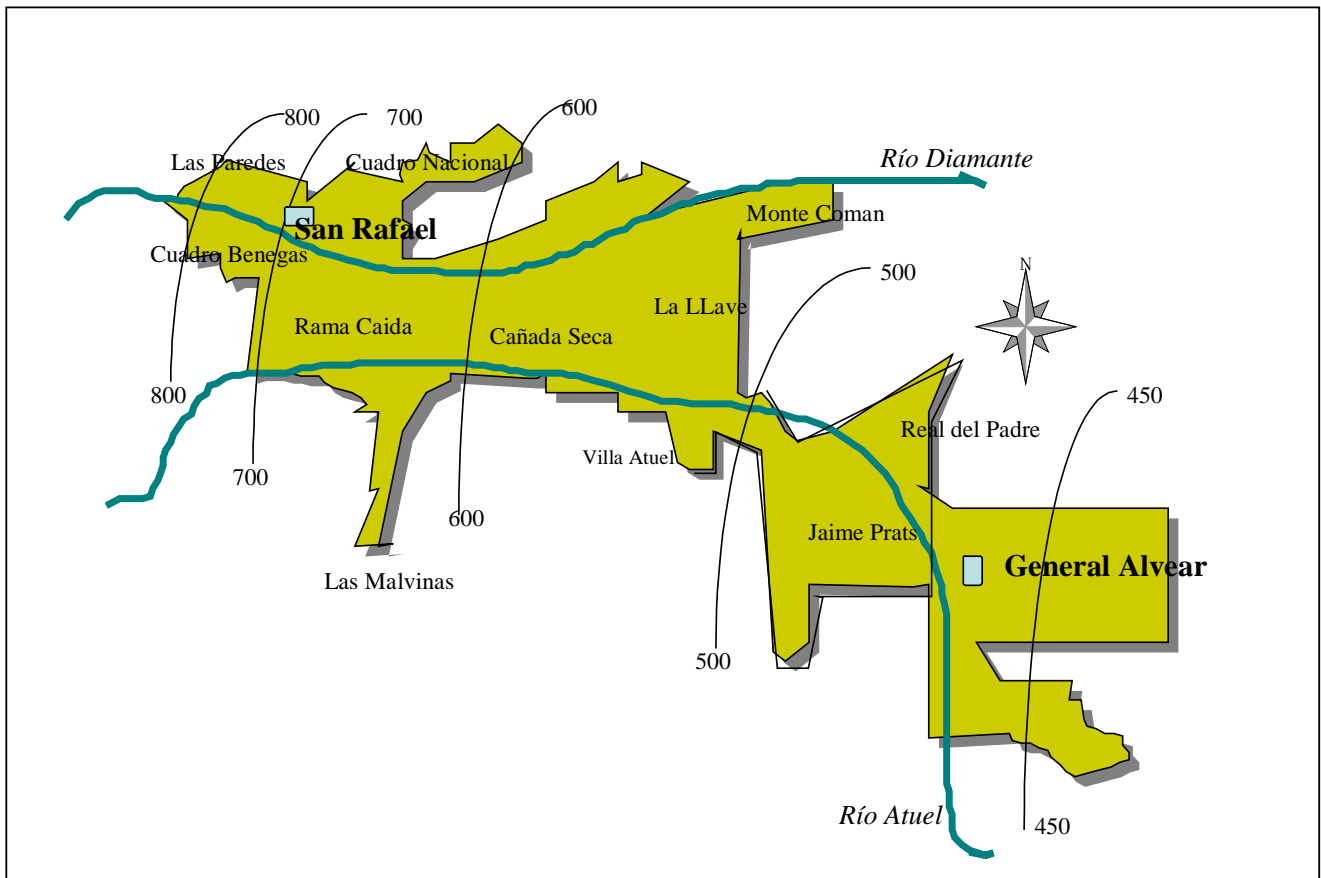 800
700
600
Las Paredes
Cuadro Nacional
Río Diamante
San Rafael
Monte Coman
Cuadro Benegas
500
N
La LLave
Rama Caida
Cañada Seca
800
450
Real del Padre
Villa Atuel
700
600
Jaime Prats
General Alvear
Las Malvinas
500
Río Atuel
450